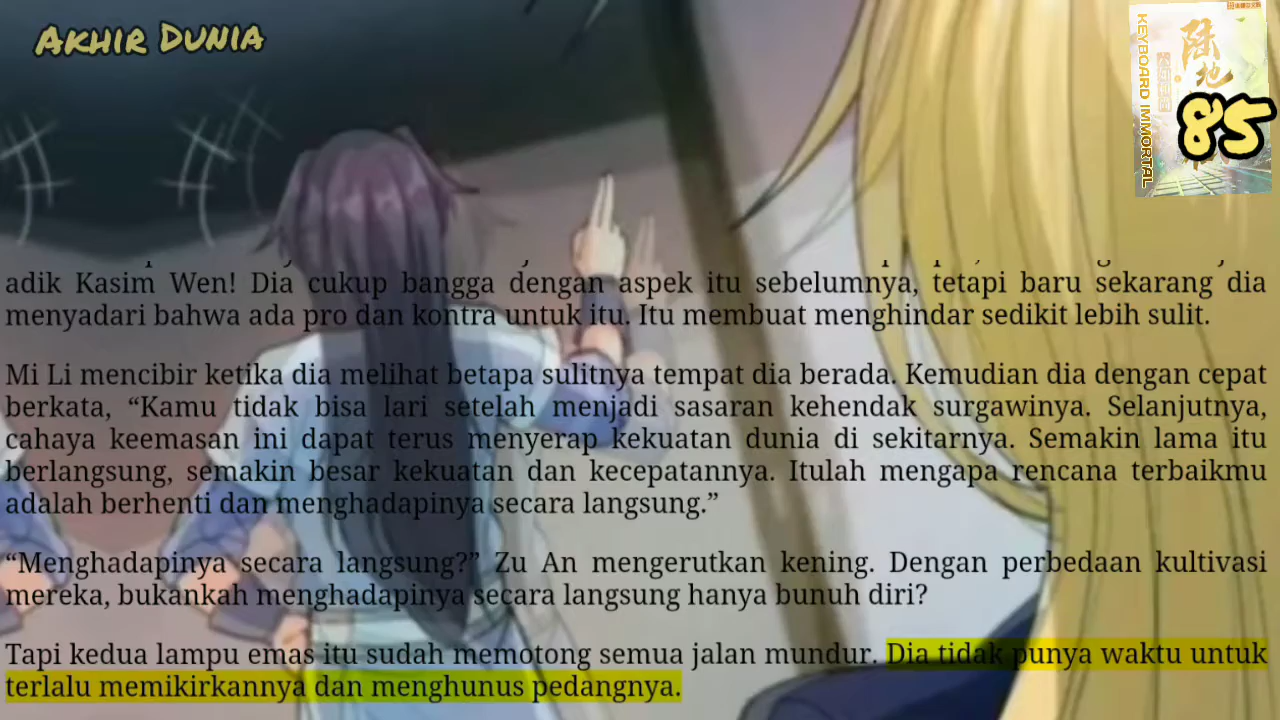 AKHIR DUNIA
KEYBOARD IMMORTAL
陸地
85
adik Kasim Wen! Dia cukup bangga dengan aspek itu sebelumnya, tetapi baru sekarang dia
menyadari bahwa ada pro dan kontra untuk itu. Itu membuat menghindar sedikit lebih sulit.
Mi Li mencibir ketika dia melihat betapa sulitnya tempat dia berada. Kemudian dia dengan cepat
berkata, “Kamu tidak bisa lari setelah menjadi sasaran kehendak surgawinya. Selanjutnya,
cahaya keemasan ini dapat terus menyerap kekuatan dunia di sekitarnya. Semakin lama itu
berlangsung, semakin besar kekuatan dan kecepatannya. Itulah mengapa rencana terbaikmu
adalah berhenti dan menghadapinya secara langsung.”
“Menghadapinya secara langsung?” Zu An mengerutkan kening. Dengan perbedaan kultivasi
mereka, bukankah menghadapinya secara langsung hanya bunuh diri?
Tapi kedua lampu emas itu sudah memotong semua jalan mundur. Dia tidak punya waktu untuk
terlalu memikirkannya dan menghunus pedangnya.